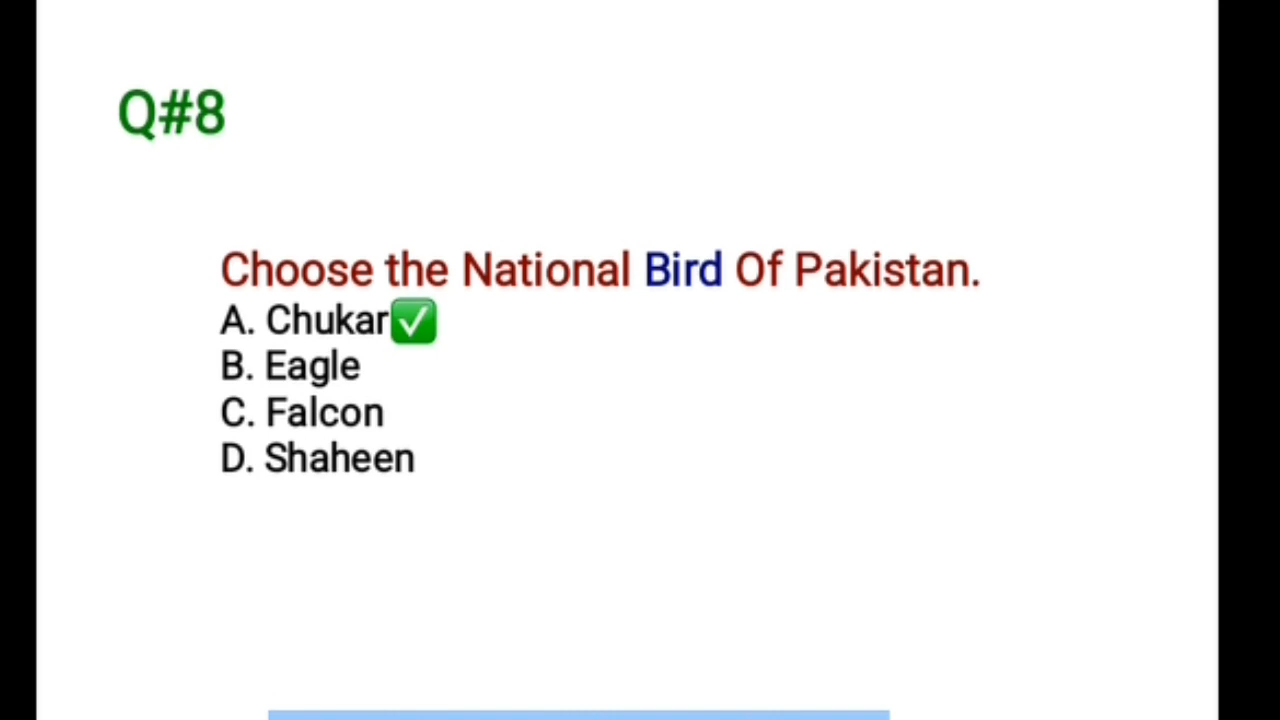 Q#8
Choose the National Bird Of Pakistan.
A. Chukar✅
B. Eagle
C. Falcon
D. Shaheen